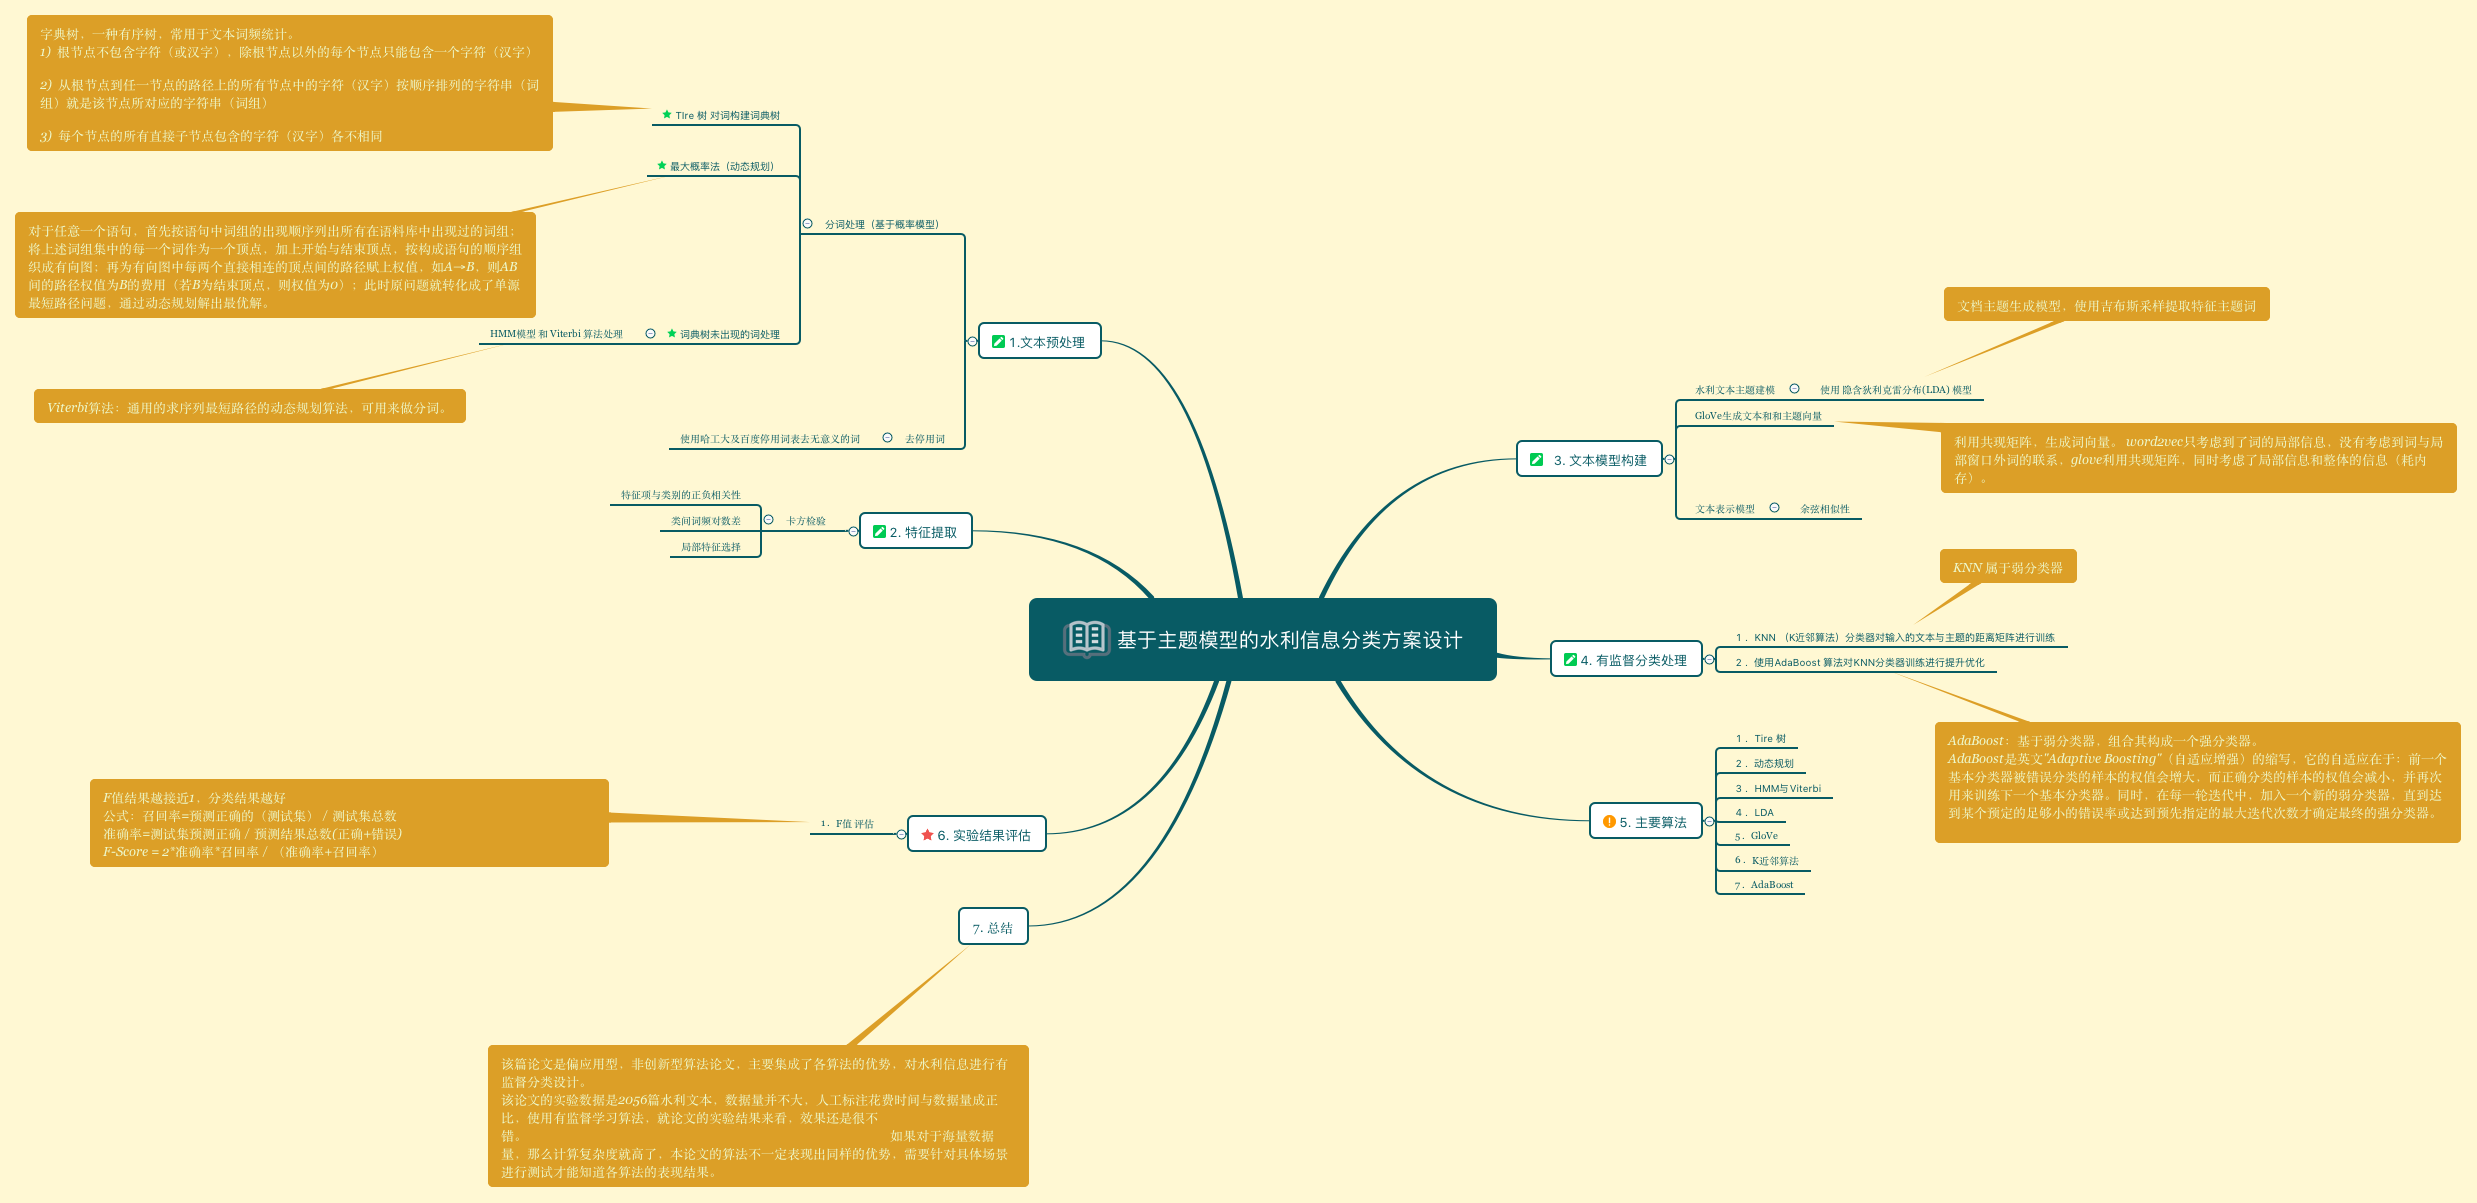 字典树，一种有序树，常用于文本词频统计。
1）根节点不包含字符（或汉字），除根节点以外的每个节点只能包含一个字符（汉字）
2）从根节点到任一节点的路径上的所有节点中的字符（汉字）按顺序排列的字符串（词
组）就是该节点所对应的字符串（词组）
3）每个节点的所有直接子节点包含的字符（汉字）各不相同
TIre 树 对词构建词典树
最大概率法（动态规划）
分词处理（基于概率模型）
对于任意一个语句，首先按语句中词组的出现顺序列出所有在语料库中出现过的词组；
将上述词组集中的每一个词作为一个顶点，加上开始与结束顶点，按构成语句的顺序组
织成有向图；再为有向图中每两个直接相连的顶点间的路径赋上权值，如A→B，则AB
间的路径权值为B的费用（若B为结束顶点，则权值为0）；此时原问题就转化成了单源
最短路径问题，通过动态规划解出最优解。
HMM模型 和 Viterbi 算法处理
词典树未出现的词处理
1.文本预处理
Viterbi算法：通用的求序列最短路径的动态规划算法，可用来做分词。
使用哈工大及百度停用词表去无意义的词
去停用词
特征项与类别的正负相关性
类间词频对数差
局部特征选择
卡方检验
2. 特征提取
基于主题模型的水利信息分类方案设计
文档主题生成模型，使用吉布斯采样提取特征主题词
水利文本主题建模
使用 隐含狄利克雷分布(LDA) 模型
GloVe生成文本和和主题向量
3. 文本模型构建
利用共现矩阵，生成词向量。 word2vec只考虑到了词的局部信息，没有考虑到词与局
部窗口外词的联系，glove利用共现矩阵，同时考虑了局部信息和整体的信息（耗内
存）。
文本表示模型
余弦相似性
KNN 属于弱分类器
4. 有监督分类处理
1． KNN （K近邻算法）分类器对输入的文本与主题的距离矩阵进行训练
2． 使用AdaBoost 算法对KNN分类器训练进行提升优化
AdaBoost：基于弱分类器，组合其构成一个强分类器。
AdaBoost是英文"Adaptive Boosting"（自适应增强）的缩写，它的自适应在于：前一个
基本分类器被错误分类的样本的权值会增大，而正确分类的样本的权值会减小，并再次
用来训练下一个基本分类器。同时，在每一轮迭代中，加入一个新的弱分类器，直到达
到某个预定的足够小的错误率或达到预先指定的最大迭代次数才确定最终的强分类器。
5. 主要算法
1． Tire 树
2． 动态规划
3． HMM与Viterbi
4． LDA
5． GloVe
6． K近邻算法
7． AdaBoost
F值结果越接近1，分类结果越好
公式：召回率=预测正确的（测试集） / 测试集总数
准确率=测试集预测正确 / 预测结果总数(正确+错误)
F-Score = 2*准确率*召回率 / （准确率+召回率）
1． F值 评估
6. 实验结果评估
7. 总结
该篇论文是偏应用型，非创新型算法论文，主要集成了各算法的优势，对水利信息进行有
监督分类设计。
该论文的实验数据是2056篇水利文本，数据量并不大，人工标注花费时间与数据量成正
比，使用有监督学习算法，就论文的实验结果来看，效果还是很不
错。 如果对于海量数据
量，那么计算复杂度就高了，本论文的算法不一定表现出同样的优势，需要针对具体场景
进行测试才能知道各算法的表现结果。